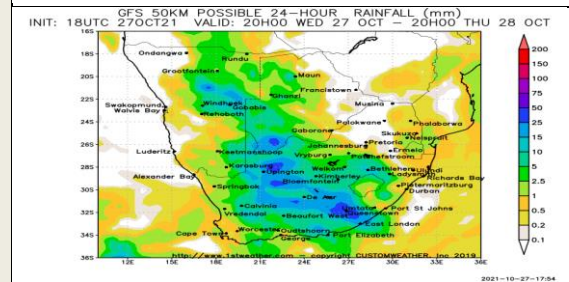 GFS 50KM POSSIBLE 24-HOUR RAINFALL (mm)
INIT: 18UTC 27OCT21 VALID: 20H00 WED 27 OCT - 20H00 THU 28 OCT
16S
18S
20S
22S
24S
26S
28S
30S
32S
34S
36S
Ondangwa
Rundu
Grootfontein
Maun
Ghanzi
Francistown
Windhoek
Gobabis
Swakopmund
Walvis Bay
Rehoboth
Musina
Polokwane
Phalaborwa
Gaborone
Skukuza
Nelspruit
Pretoria
Johannesburg
Ermelo
Luderitz
Keetmanshoop
Vryburg
Potchefstroom
Karasburg
Welkom
Bethlehem
Ulundi
Alexander Bay
Upington
Kimberley
Ladysmith
Richards Bay
Bloemfontein
Pietermaritzburg
Springbok
Durban
De Aar
Calvinia
Umtata
Port St Johns
Vredendal
Beaufort West
Queenstown
East London
Cape Town
Worcester
Oudtshoorn
George
Port Elizabeth
http://www.1stweather.com - copyright CUSTOMWEATHER, Inc 2019
12E 15E 18E 21E 24E 27E 30E 33E 36E
200
150
100
75
50
25
15
10
5
2.5
1
0.5
0.2
0.1
2021-10-27-17:54